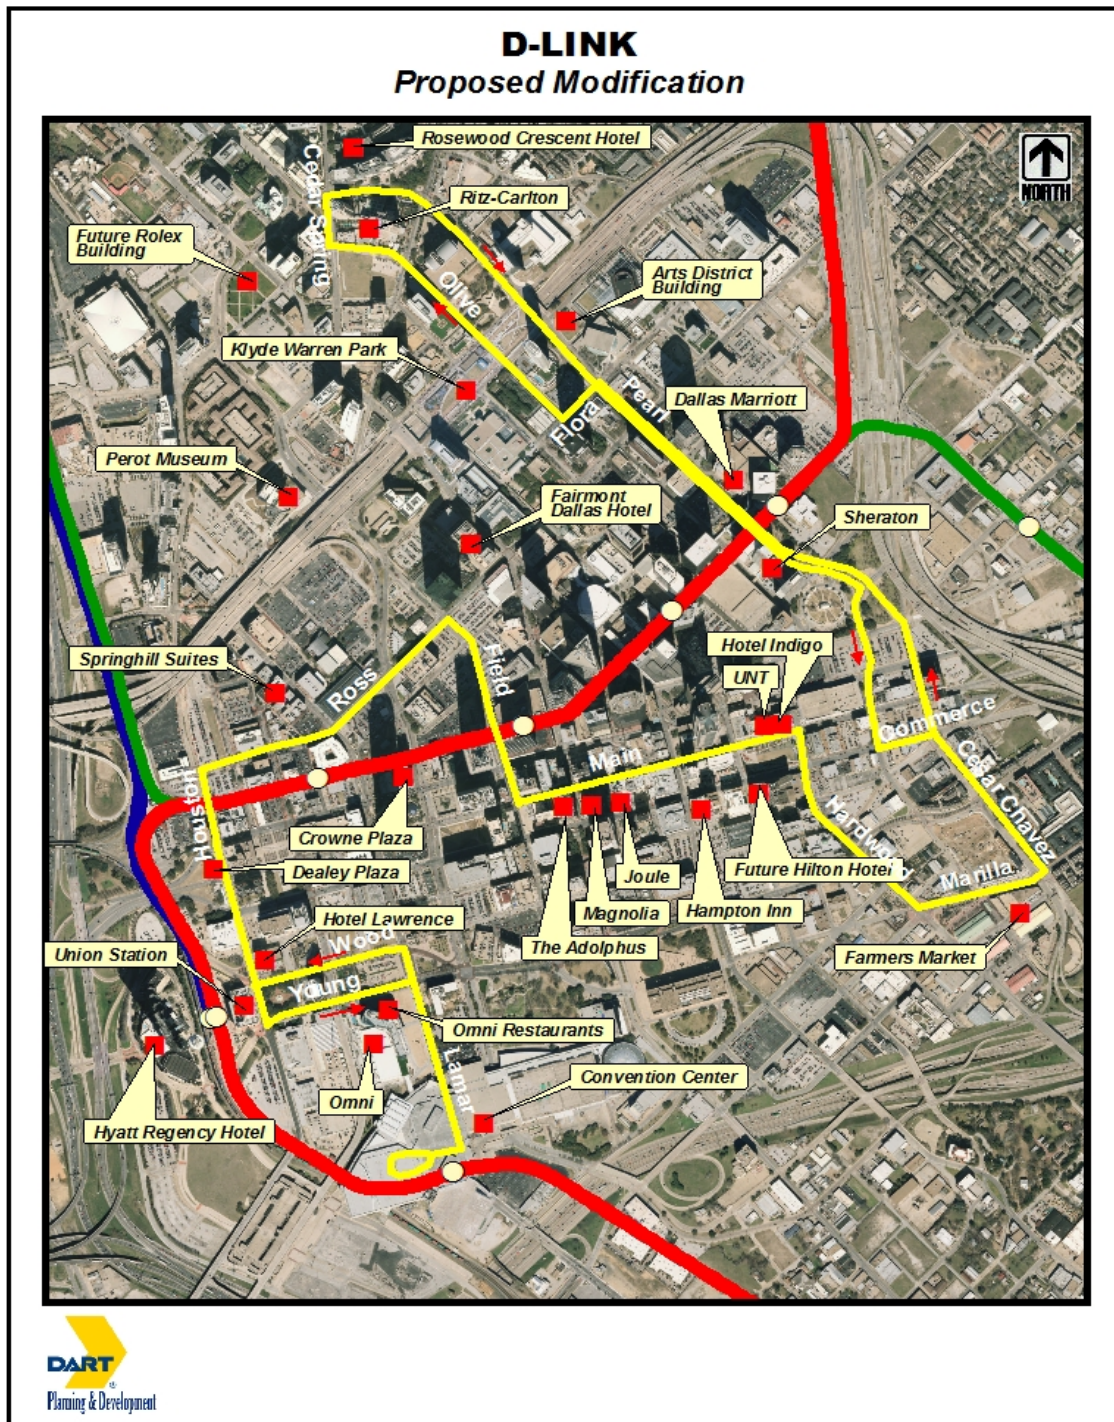 D-LINK
Proposed Modification
NORTH
Rosewood Crescent Hotel
Cedar Spring
Ritz-Carlton
Future Rolex
Building
Olive
Arts District
Building
Klyde Warren Park
Pearl
Dallas Marriott
Flora
Perot Museum
Fairmont
Dallas Hotel
Sheraton
Hotel Indigo
UNT
Springhill Suites
Ross
Field
Commerce
Main
Cesar Chavez
Houston
Crowne Plaza
Harwood
Dealey Plaza
Joule
Future Hilton Hotel
Marilla
Hotel Lawrence
Magnolia
Hampton Inn
Wood
The Adolphus
Union Station
Farmers Market
Young
Omni Restaurants
Lamar
Convention Center
Omni
Hyatt Regency Hotel
DART
®
Planning & Development